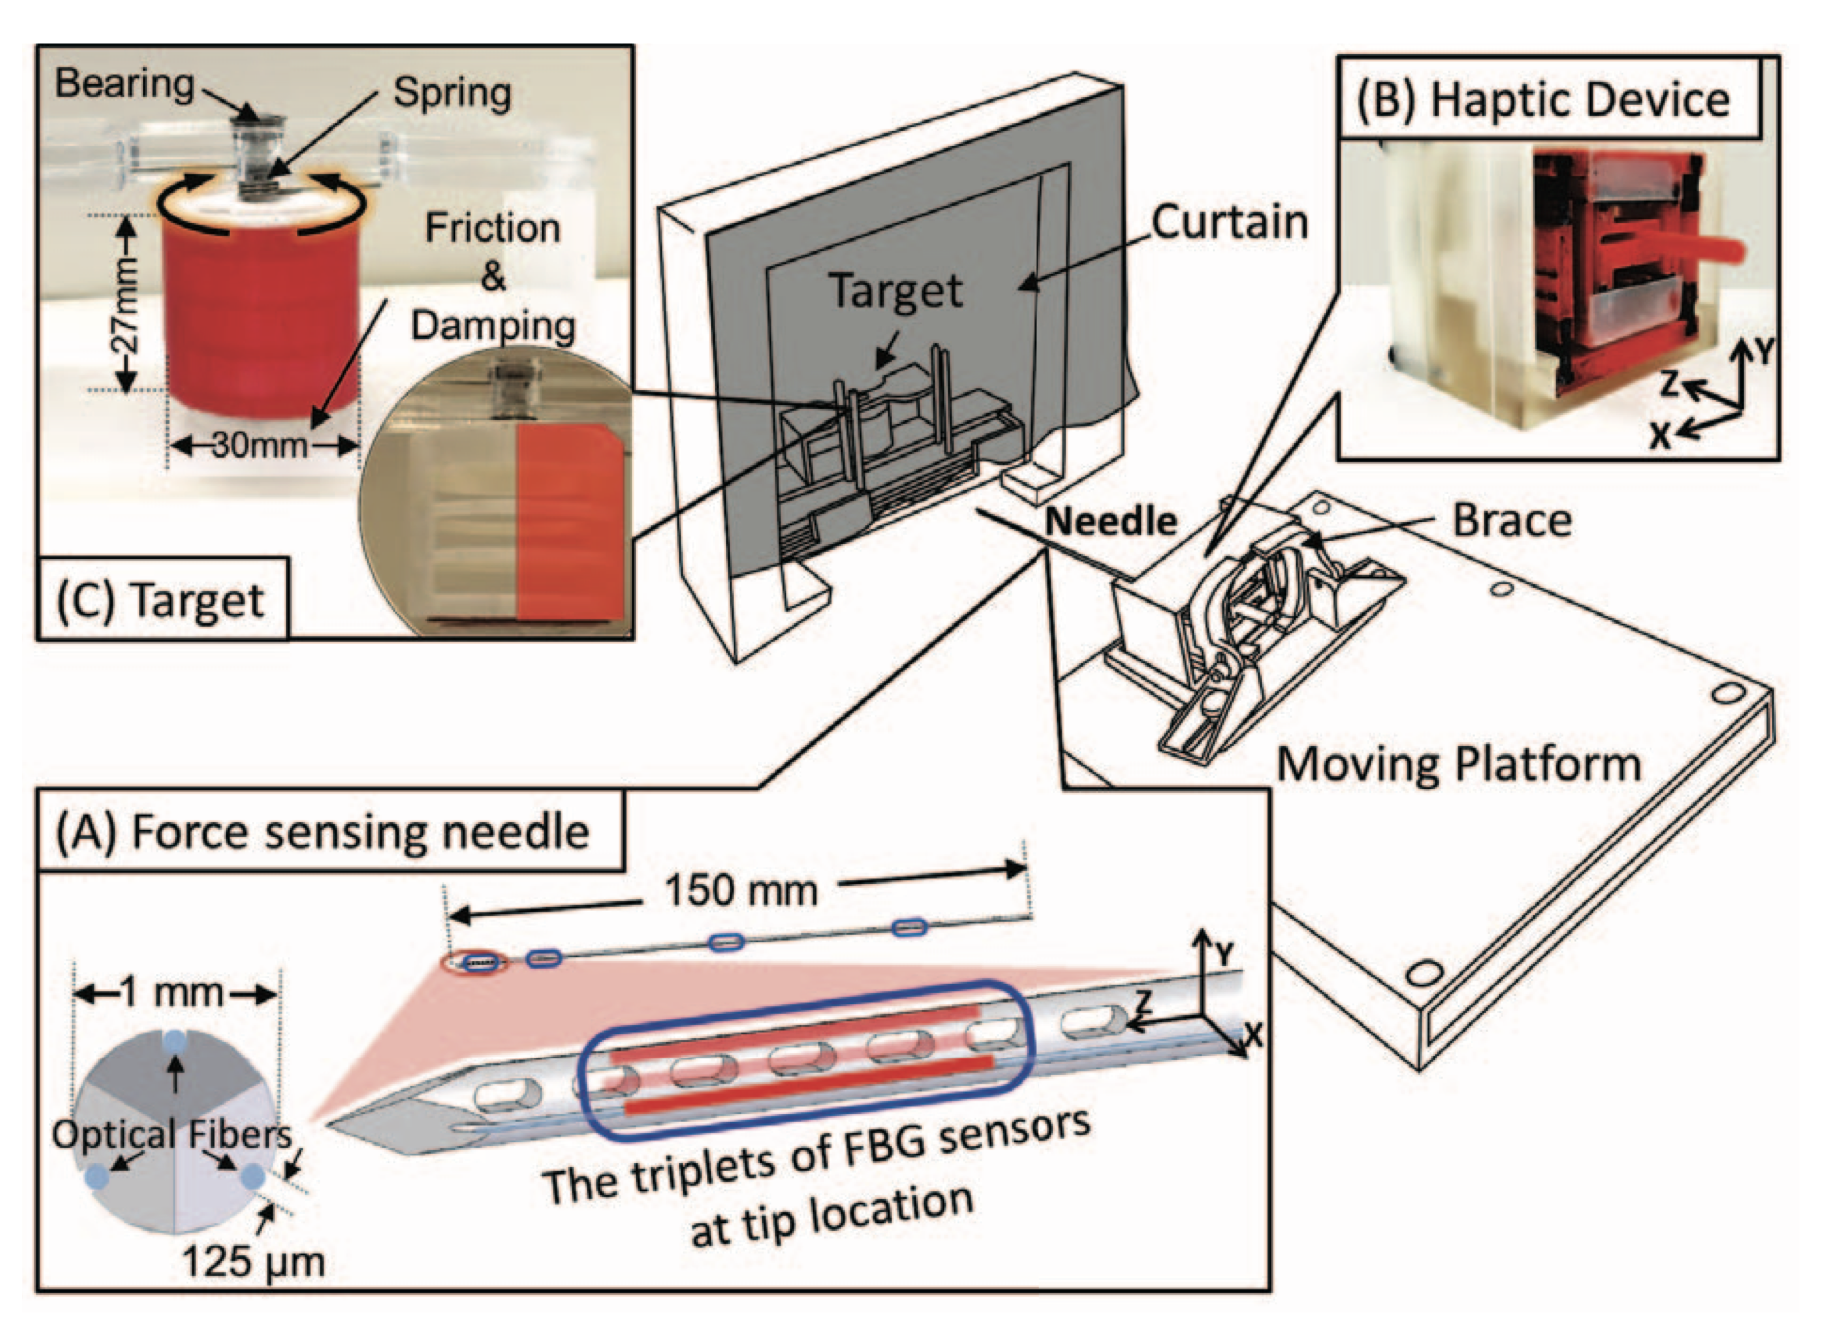 Bearing
Spring
Friction
&
Damping
27mm
30mm
(C) Target
Target
Curtain
(B) Haptic Device
Y
Z
X
Needle
Brace
Moving Platform
(A) Force sensing needle
150 mm
1 mm
Optical Fibers
125 µm
Y
Z
X
The triplets of FBG sensors
at tip location